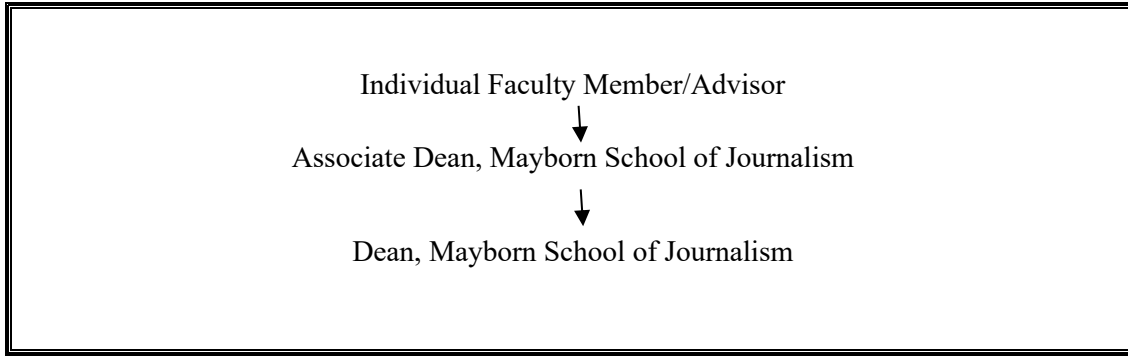 Individual Faculty Member/Advisor
Associate Dean, Mayborn School of Journalism
Dean, Mayborn School of Journalism